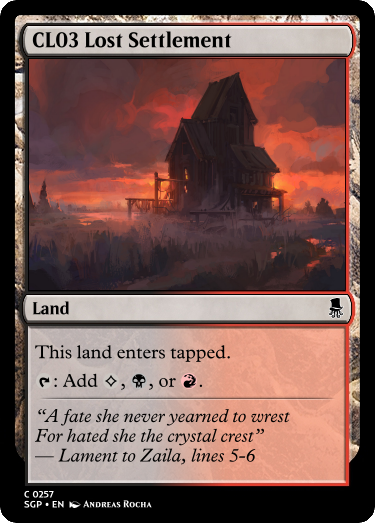 CL03 Lost Settlement
Land
This land enters tapped.
: Add , , or .
“A fate she never yearned to wrest
For hated she the crystal crest”
— Lament to Zaila, lines 5-6
C 0257
SGP • EN Andreas Rocha